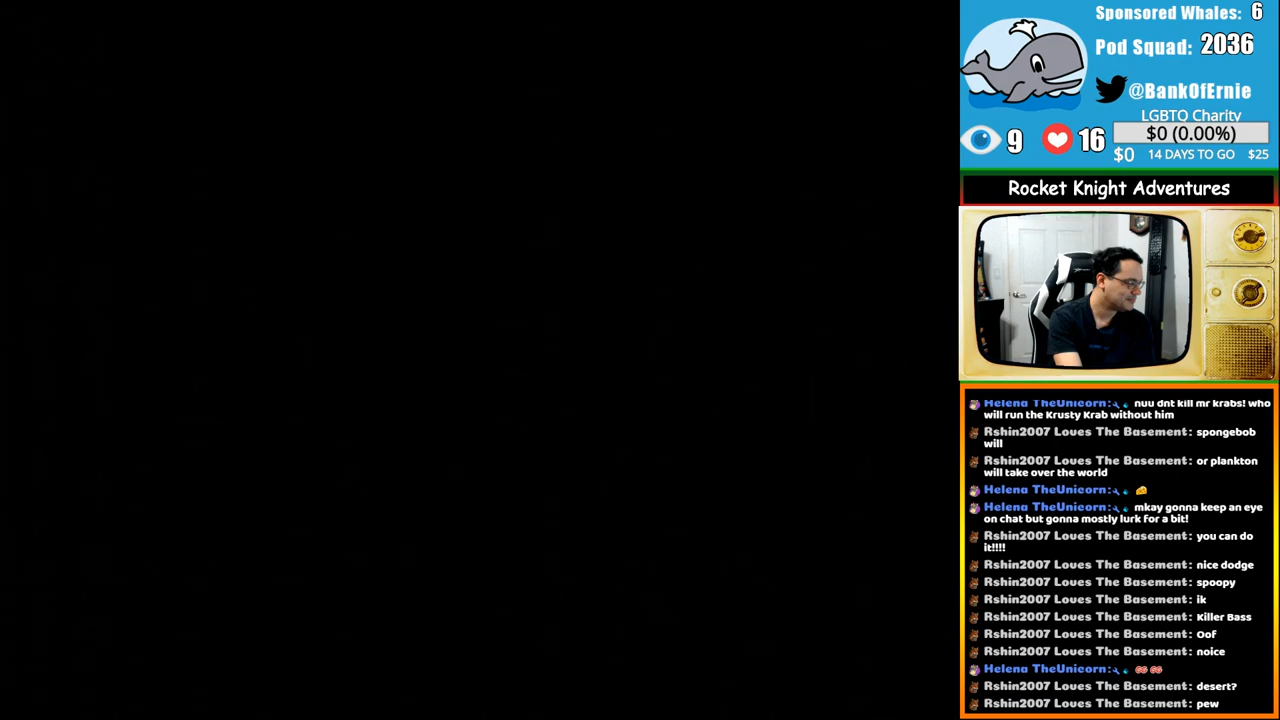 Sponsored Whales: 6
Pod Squad: 2036
@BankOfErnie
LGBTQ Charity
9
16
$0 (0.00%)
$0 14 DAYS TO GO $25
Rocket Knight Adventures
Helena TheUnicorn: nuu dnt kill mr krabs! who
will run the Krusty Krab without him
Rshin2007 Loves The Basement: spongebob
will
Rshin2007 Loves The Basement: or plankton
will take over the world
Helena TheUnicorn:
Helena TheUnicorn: mkay gonna keep an eye
on chat but gonna mostly lurk for a bit!
Rshin2007 Loves The Basement: you can do
it!!!!
Rshin2007 Loves The Basement: nice dodge
Rshin2007 Loves The Basement: spoopy
Rshin2007 Loves The Basement: ik
Rshin2007 Loves The Basement: Killer Bass
Rshin2007 Loves The Basement: Oof
Rshin2007 Loves The Basement: noice
Helena TheUnicorn: GG GG
Rshin2007 Loves The Basement: desert?
Rshin2007 Loves The Basement: pew